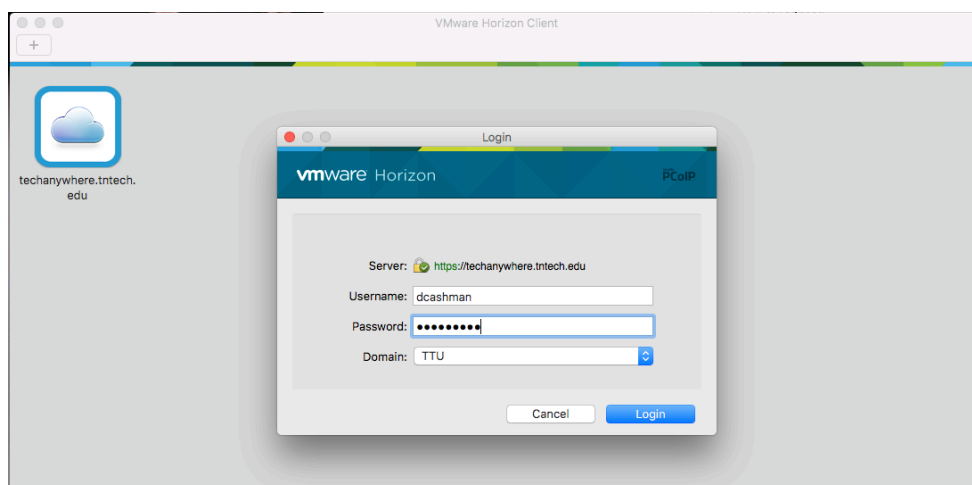 VMware Horizon Client
+
techanywhere.tntech.
edu
Login
vmware Horizon
PCoIP
Server: https://techanywhere.tntech.edu
Username: dcashman
Password: •••••••••
Domain: TTU
Cancel Login